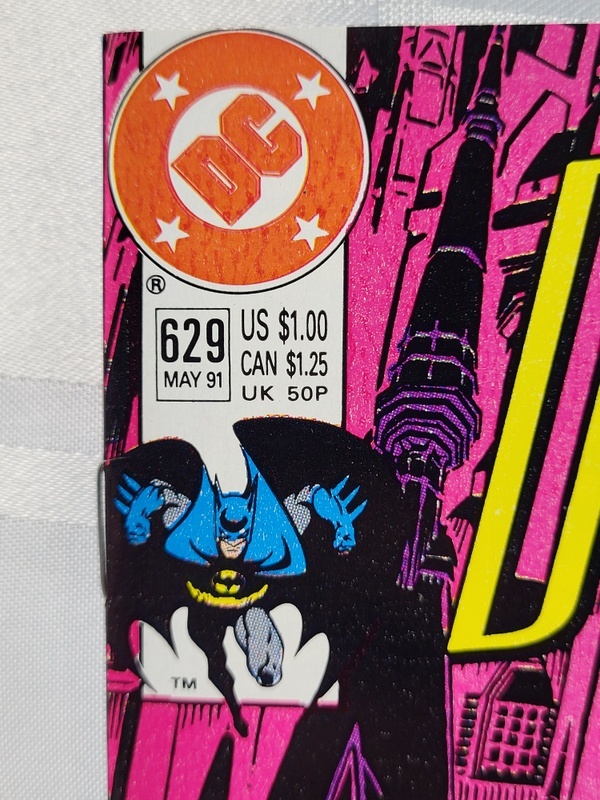 DC
®
629
MAY 91
US $1.00
CAN $1.25
UK 50P
TM